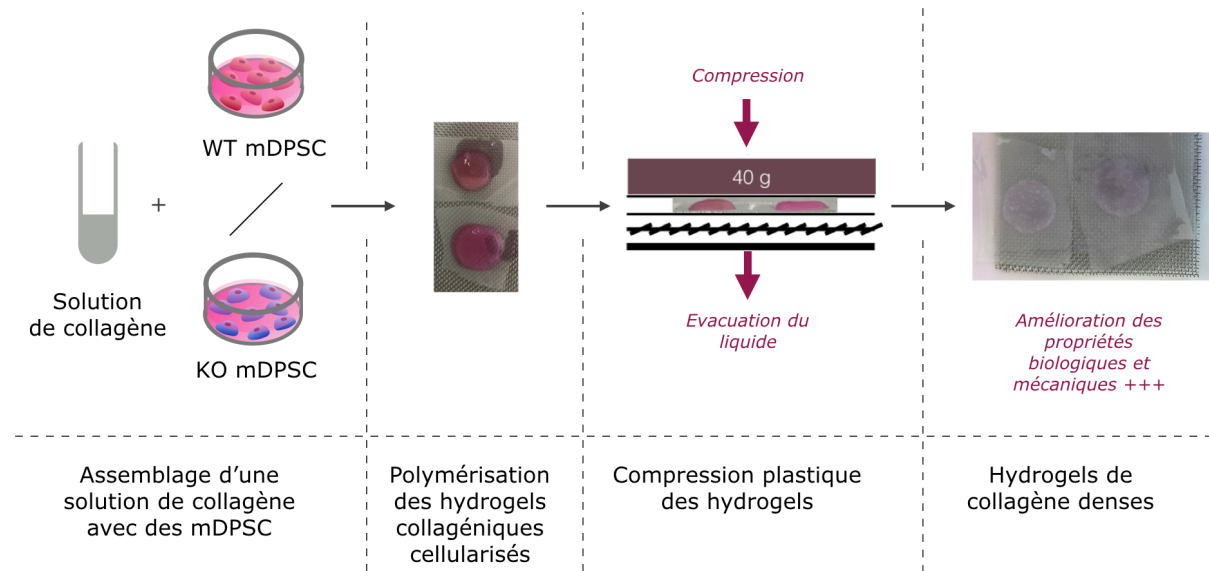 WT mDPSC
+
Solution
de collagène
KO mDPSC
Compression
40 g
Evacuation du
liquide
Amélioration des
propriétés
biologiques et
mécaniques +++
Assemblage d’une
solution de collagène
avec des mDPSC
Polymérisation
des hydrogels
collagéniques
cellularisés
Compression plastique
des hydrogels
Hydrogels de
collagène denses